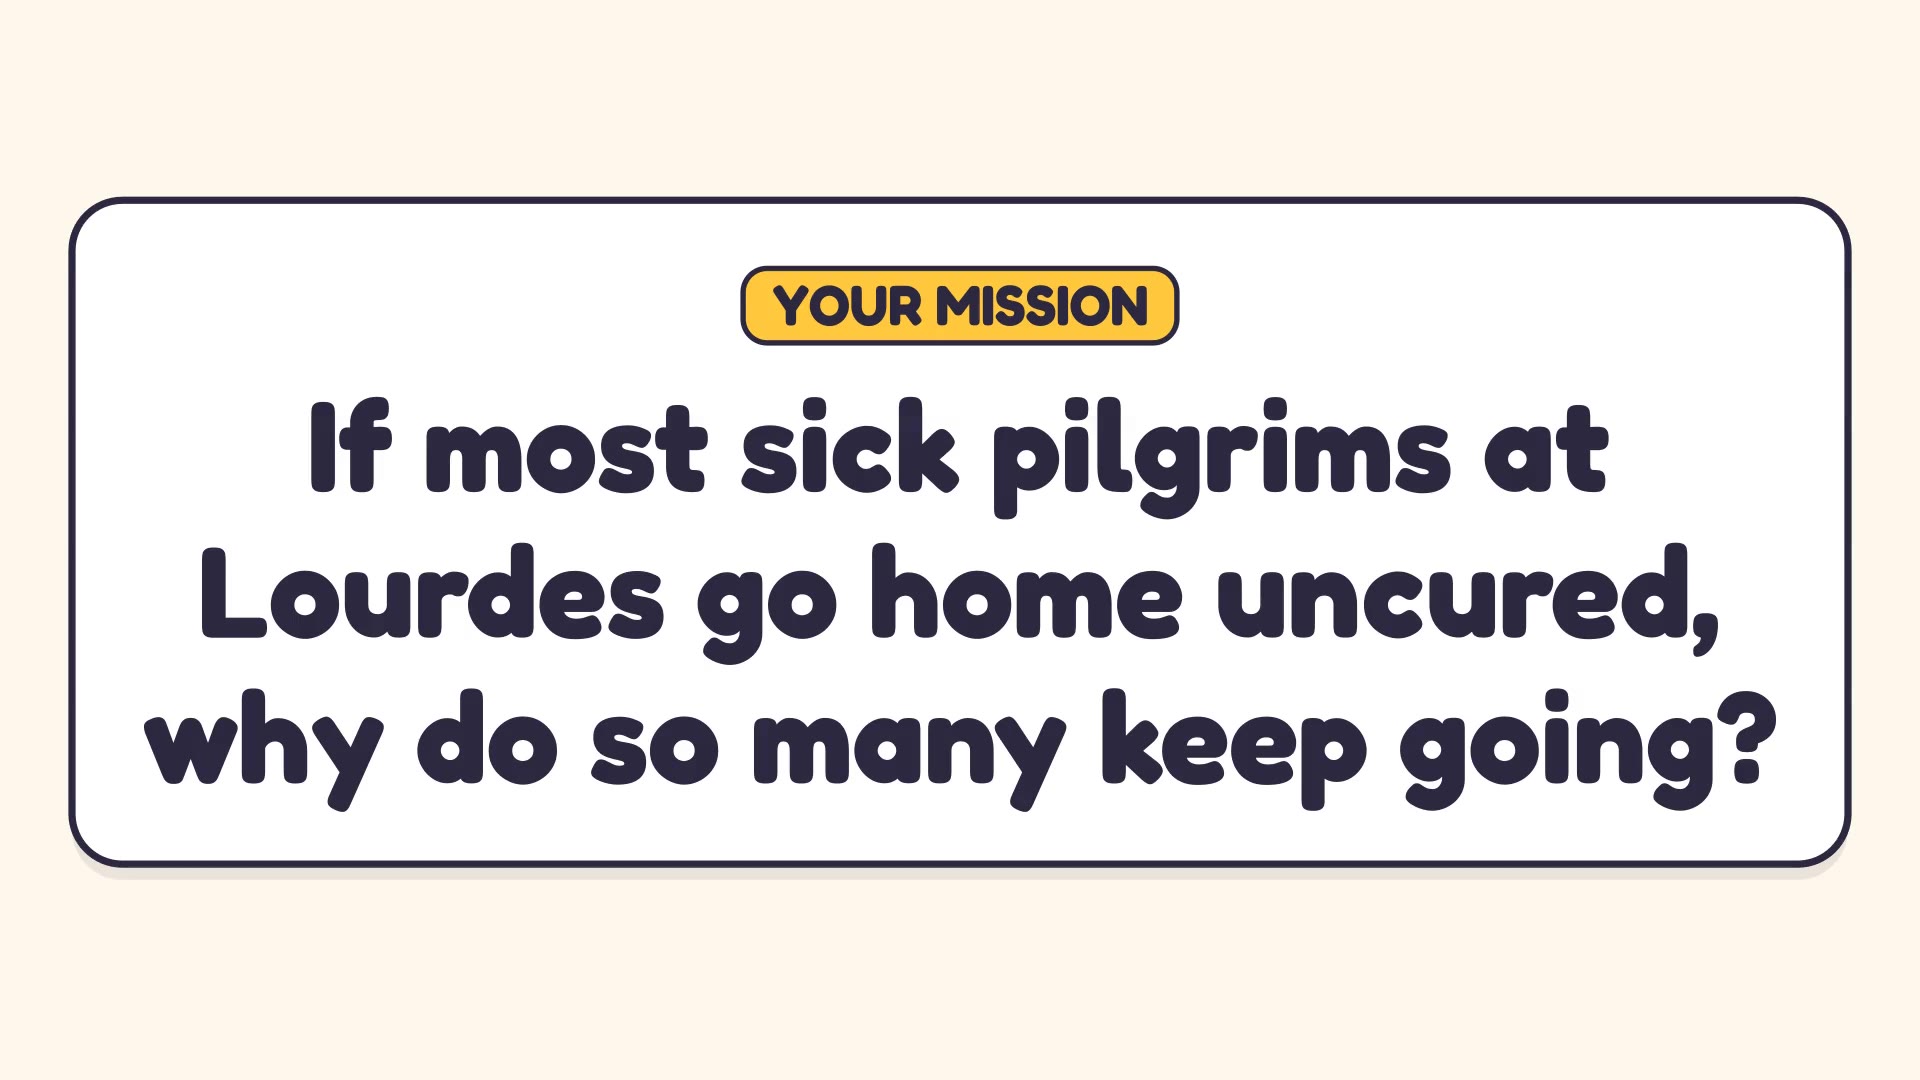 YOUR MISSION
If most sick pilgrims at
Lourdes go home uncured,
why do so many keep going?